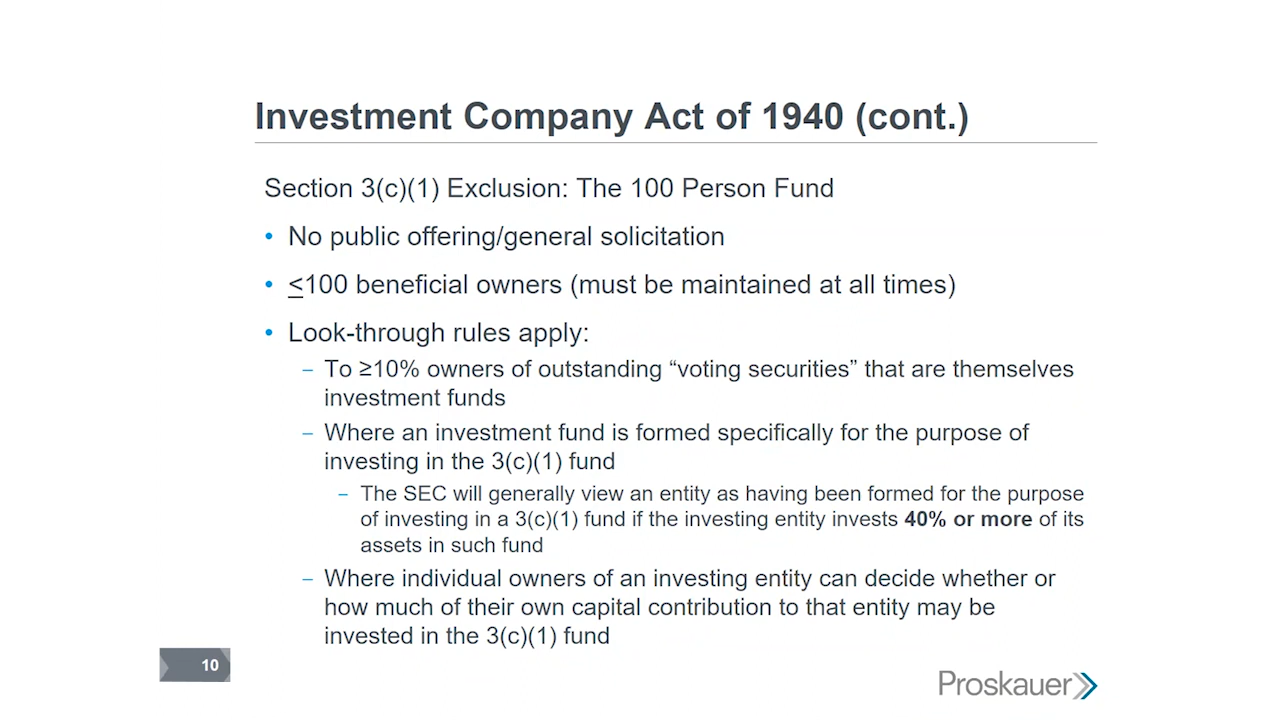 Investment Company Act of 1940 (cont.)
Section 3(c)(1) Exclusion: The 100 Person Fund
• No public offering/general solicitation
• <100 beneficial owners (must be maintained at all times)
• Look-through rules apply:
– To ≥10% owners of outstanding “voting securities” that are themselves
investment funds
– Where an investment fund is formed specifically for the purpose of
investing in the 3(c)(1) fund
– The SEC will generally view an entity as having been formed for the purpose
of investing in a 3(c)(1) fund if the investing entity invests 40% or more of its
assets in such fund
– Where individual owners of an investing entity can decide whether or
how much of their own capital contribution to that entity may be
invested in the 3(c)(1) fund
10
Proskauer